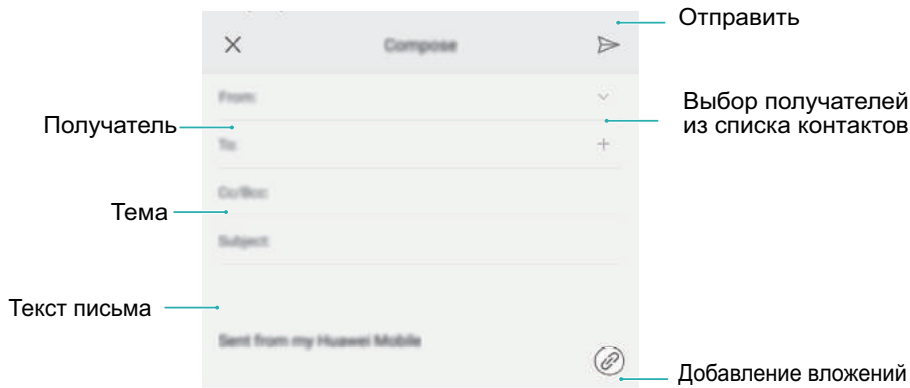 Отправить
Compose
From:
Выбор получателей
из списка контактов
Получатель
To:
Cc/Bcc:
Тема
Subject:
Текст письма
Sent from my Huawei Mobile
Добавление вложений